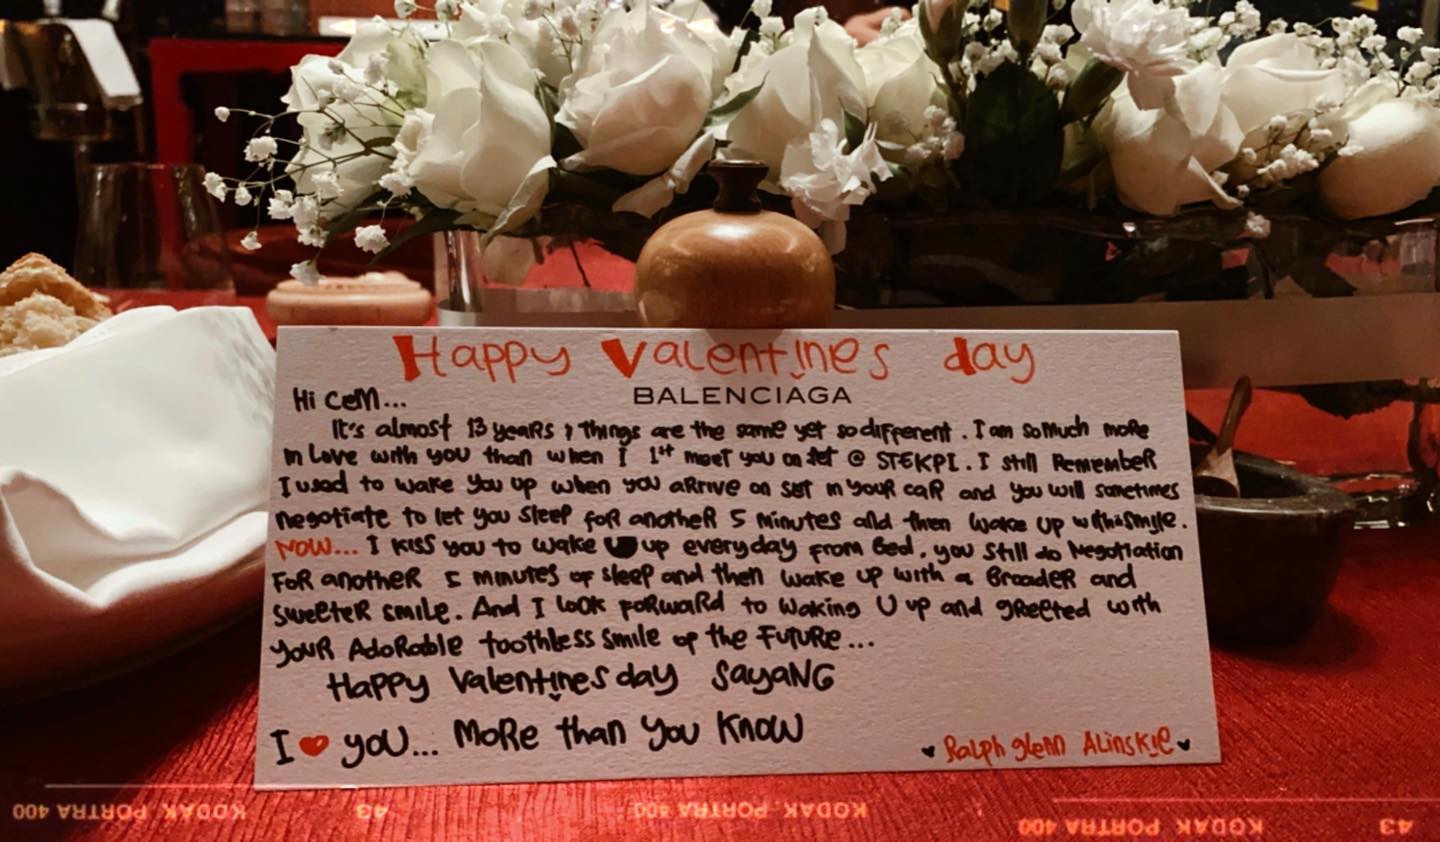 Happy Valentines day
BALENCIAGA
Hi CeM...
It's almost 13 years, things are the same yet so different. I am so much more
in Love with you than when I 1st meet you on set @ STEKPI. I still Remember
I used to wake you up when you arrive on set in your car and you will sometimes
negotiate to let you sleep for another 5 minutes and then wake up with a smile.
NOW... I kiss you to wake up everyday from bed, you still do negotiation
For another 5 minutes of sleep and then wake up with a Broader and
sweeter smile. And I look forward to waking U up and greeted with
your Adorable toothless smile of the Future...
Happy Valentines day SayaNG
I ❤ you... More than you know
♥ Ralph glenn ALinskie ♥
KODAK PORTRA 400
43
KODAK PORTRA 400
KODAK PORTRA 400
43